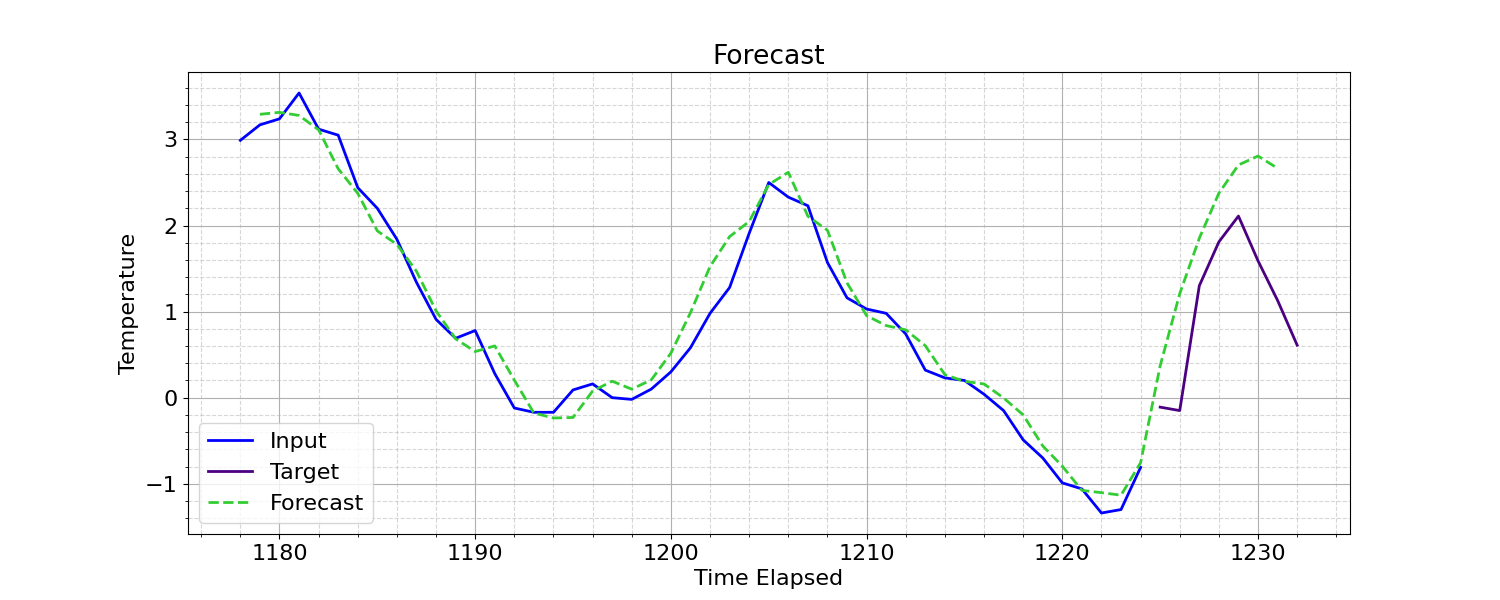 Forecast
Temperature
3
2
1
0
−1
Input
Target
Forecast
1180 1190 1200 1210 1220 1230
Time Elapsed